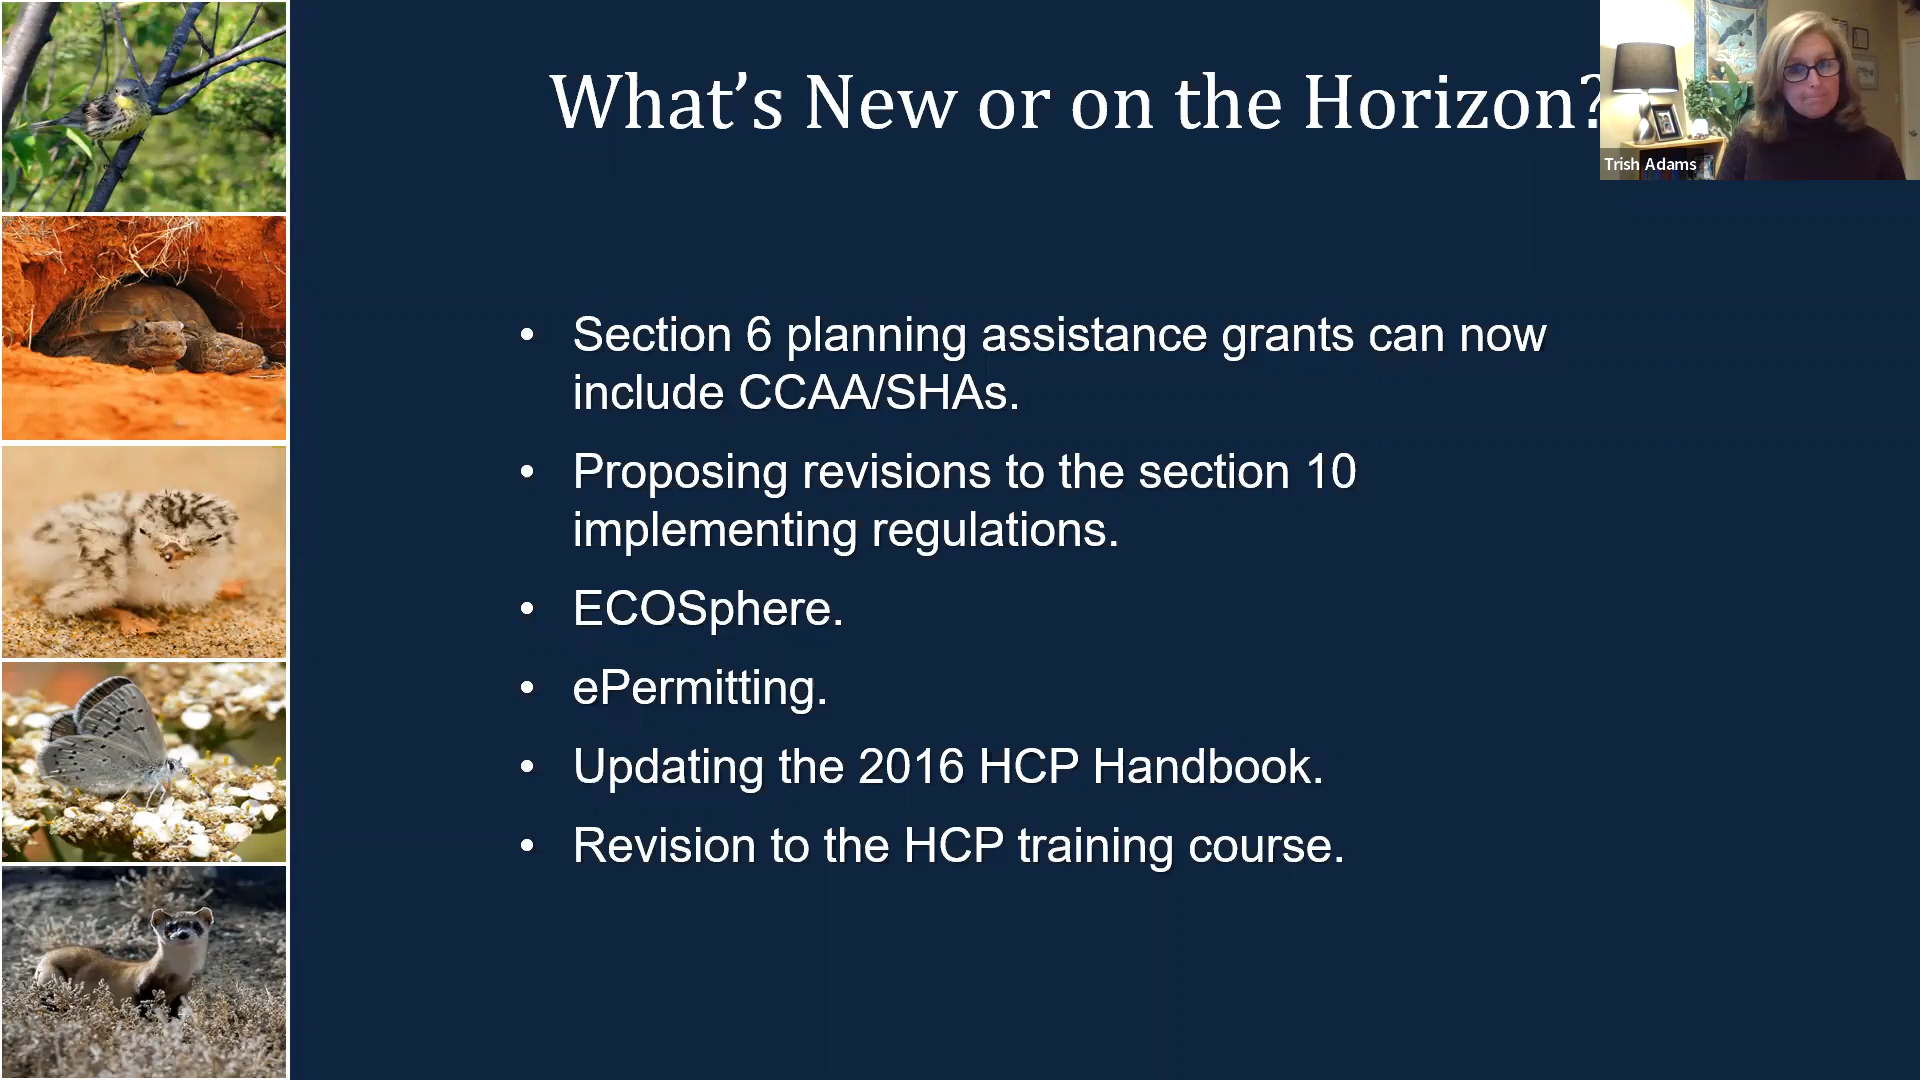 What’s New or on the Horizon?
Trish Adams
• Section 6 planning assistance grants can now
include CCAA/SHAs.
• Proposing revisions to the section 10
implementing regulations.
• ECOSphere.
• ePermitting.
• Updating the 2016 HCP Handbook.
• Revision to the HCP training course.